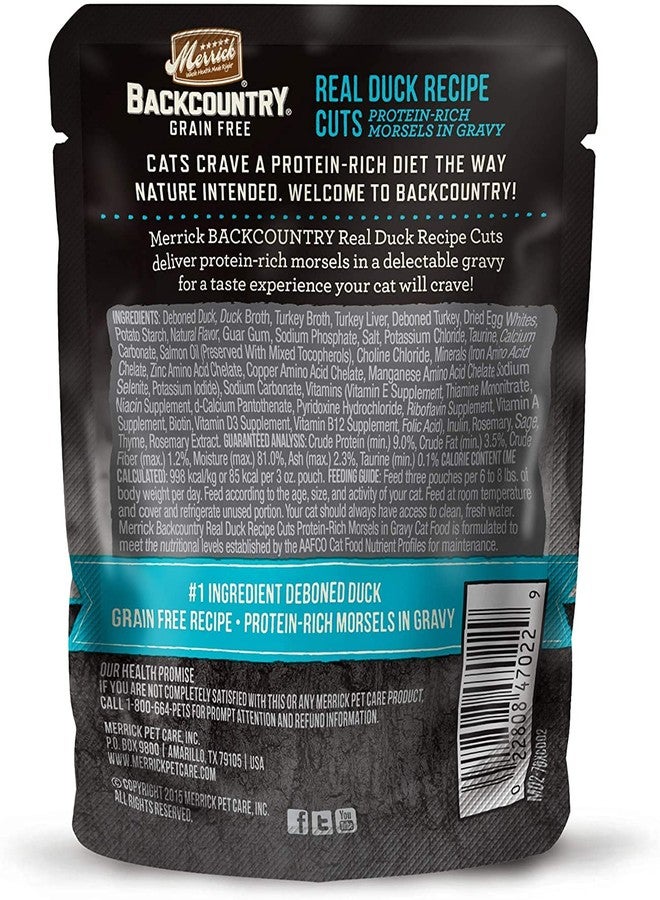 Merrick
Whole Health. Made Right.
BACKCOUNTRY®
GRAIN FREE
REAL DUCK RECIPE
CUTS PROTEIN-RICH
MORSELS IN GRAVY
CATS CRAVE A PROTEIN-RICH DIET THE WAY
NATURE INTENDED. WELCOME TO BACKCOUNTRY!
Merrick BACKCOUNTRY Real Duck Recipe Cuts
deliver protein-rich morsels in a delectable gravy
for a taste experience your cat will crave!
INGREDIENTS: Deboned Duck, Duck Broth, Turkey Broth, Turkey Liver, Deboned Turkey, Dried Egg Whites,
Potato Starch, Natural Flavor, Guar Gum, Sodium Phosphate, Salt, Potassium Chloride, Taurine, Calcium
Carbonate, Salmon Oil (Preserved With Mixed Tocopherols), Choline Chloride, Minerals (Iron Amino Acid
Chelate, Zinc Amino Acid Chelate, Copper Amino Acid Chelate, Manganese Amino Acid Chelate, Sodium
Selenite, Potassium Iodide), Sodium Carbonate, Vitamins (Vitamin E Supplement, Thiamine Mononitrate,
Niacin Supplement, d-Calcium Pantothenate, Pyridoxine Hydrochloride, Riboflavin Supplement, Vitamin A
Supplement, Biotin, Vitamin D3 Supplement, Vitamin B12 Supplement, Folic Acid), Inulin, Rosemary, Sage,
Thyme, Rosemary Extract. GUARANTEED ANALYSIS: Crude Protein (min.) 9.0%, Crude Fat (min.) 3.5%, Crude
Fiber (max.) 1.2%, Moisture (max.) 81.0%, Ash (max.) 2.3%, Taurine (min.) 0.1% CALORIE CONTENT (ME
CALCULATED): 998 kcal/kg or 85 kcal per 3 oz. pouch. FEEDING GUIDE: Feed three pouches per 6 to 8 lbs. of
body weight per day. Feed according to the age, size, and activity of your cat. Feed at room temperature
and cover and refrigerate unused portion. Your cat should always have access to clean, fresh water.
Merrick Backcountry Real Duck Recipe Cuts Protein-Rich Morsels in Gravy Cat Food is formulated to
meet the nutritional levels established by the AAFCO Cat Food Nutrient Profiles for maintenance.
#1 INGREDIENT DEBONED DUCK
GRAIN FREE RECIPE • PROTEIN-RICH MORSELS IN GRAVY
OUR HEALTH PROMISE
IF YOU ARE NOT COMPLETELY SATISFIED WITH THIS OR ANY MERRICK PET CARE PRODUCT,
CALL 1-800-664-PETS FOR PROMPT ATTENTION AND REFUND INFORMATION.
MERRICK PET CARE, INC.
P.O. BOX 9800 | AMARILLO, TX 79105 | USA
WWW.MERRICKPETCARE.COM
© COPYRIGHT 2015 MERRICK PET CARE, INC.
ALL RIGHTS RESERVED.
f t You Tube
0 22808 47022 9